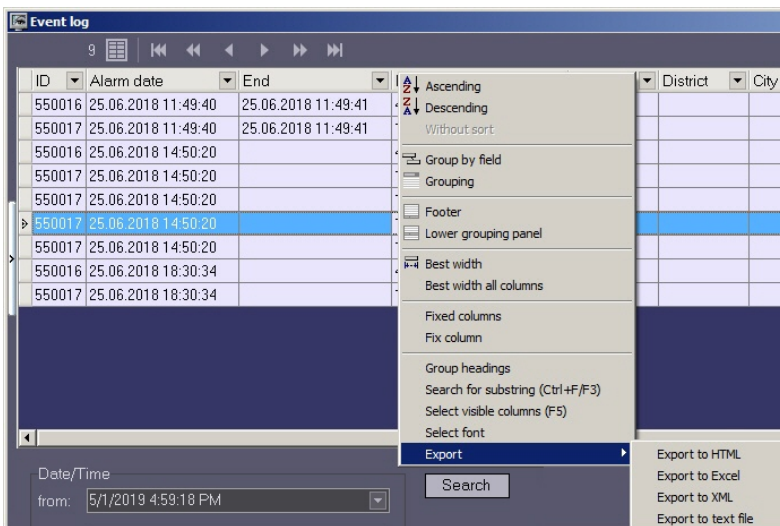 Event log
9
ID Alarm date End District City
550016 25.06.2018 11:49:40 25.06.2018 11:49:41
550017 25.06.2018 11:49:40 25.06.2018 11:49:41
550016 25.06.2018 14:50:20
550017 25.06.2018 14:50:20
550017 25.06.2018 14:50:20
550017 25.06.2018 14:50:20
550017 25.06.2018 14:50:20
550016 25.06.2018 18:30:34
550017 25.06.2018 18:30:34
Ascending
Descending
Without sort
Group by field
Grouping
Footer
Lower grouping panel
Best width
Best width all columns
Fixed columns
Fix column
Group headings
Search for substring (Ctrl+F/F3)
Select visible columns (F5)
Select font
Export
Export to HTML
Export to Excel
Export to XML
Export to text file
Date/Time
from: 5/1/2019 4:59:18 PM
Search